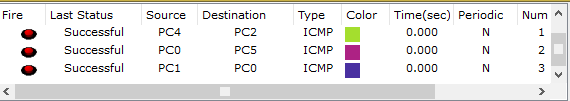 Fire Last Status Source Destination Type Color Time(sec) Periodic Num
Successful PC4 PC2 ICMP 0.000 N 1
Successful PC0 PC5 ICMP 0.000 N 2
Successful PC1 PC0 ICMP 0.000 N 3